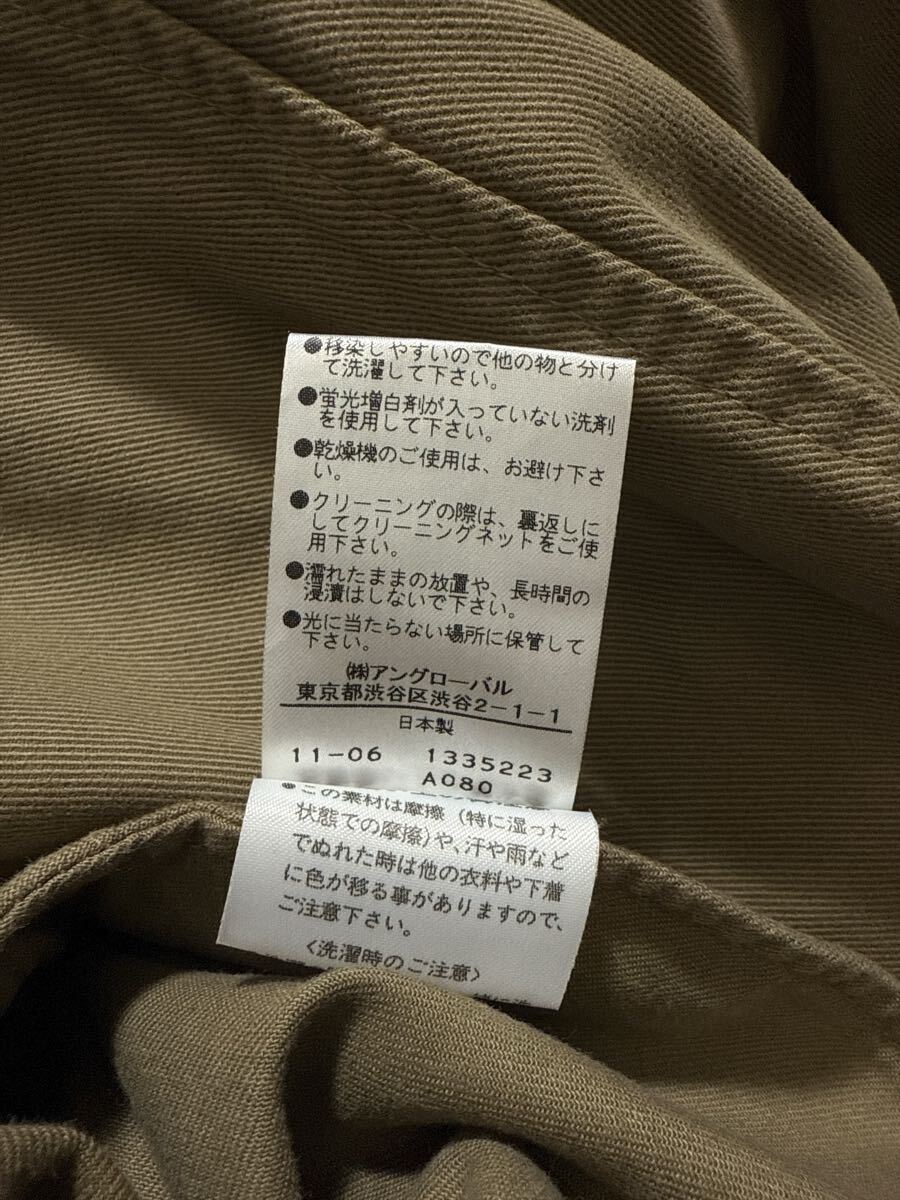 ●移染しやすいので他の物と分け
て洗濯して下さい。
●蛍光増白剤が入っていない洗剤
を使用して下さい。
●乾燥機のご使用は、お避け下さ
い。
●クリーニングの際は、裏返しに
してクリーニングネットをご使
用下さい。
●濡れたままの放置や、長時間の
浸漬はしないで下さい。
●光に当たらない場所に保管して
下さい。
㈱アングローバル
東京都渋谷区渋谷2-1-1
日本製
11-06 1335223
A080
●この素材は摩擦(特に湿った
状態での摩擦)や、汗や雨など
でぬれた時は他の衣料や下着
に色が移る事がありますので、
ご注意下さい。
〈洗濯時のご注意〉